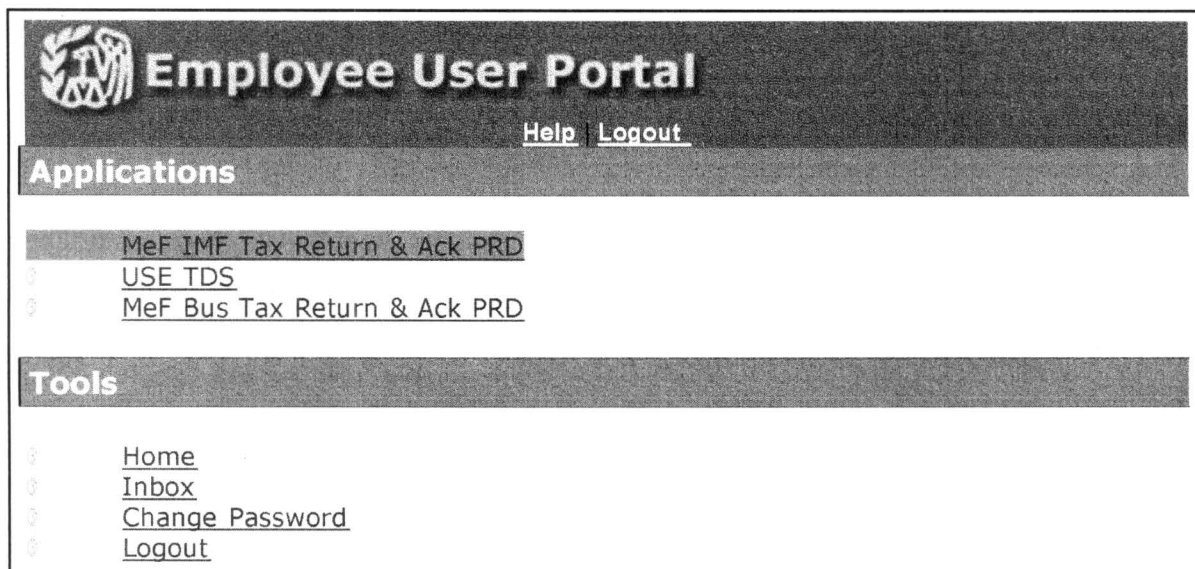 Employee User Portal
Help | Logout
Applications
MeF IMF Tax Return & Ack PRD
USE TDS
MeF Bus Tax Return & Ack PRD
Tools
Home
Inbox
Change Password
Logout